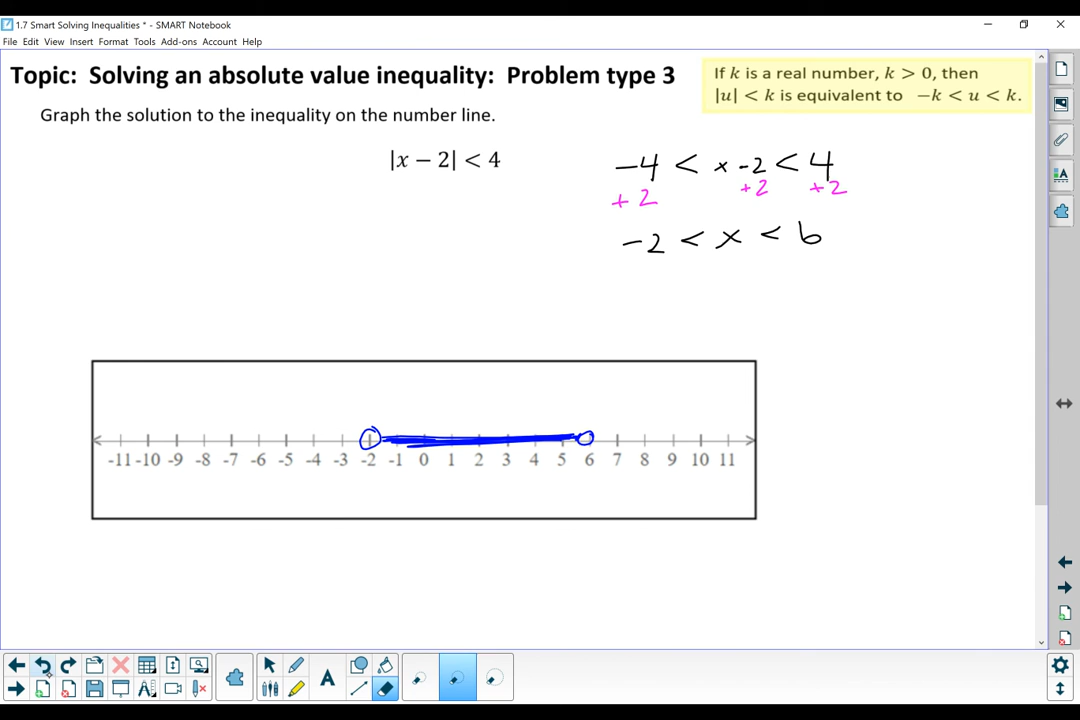 1.7 Smart Solving Inequalities * - SMART Notebook
File Edit View Insert Format Tools Add-ons Account Help
Topic: Solving an absolute value inequality: Problem type 3
If k is a real number, k > 0, then
|u| < k is equivalent to −k < u < k.
Graph the solution to the inequality on the number line.
|x − 2| < 4
-4 < x -2 < 4
+2 +2 +2
-2 < x < 6
-11 -10 -9 -8 -7 -6 -5 -4 -3 -2 -1 0 1 2 3 4 5 6 7 8 9 10 11